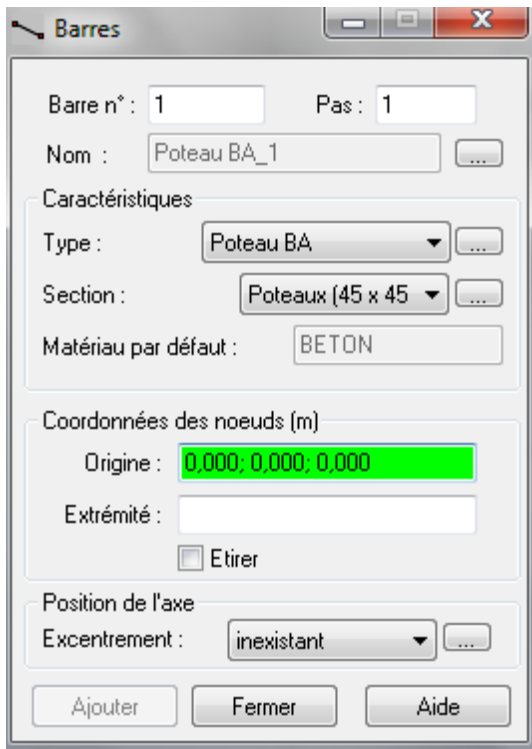 Barres
Barre n° : 1 Pas : 1
Nom : Poteau BA_1 ...
Caractéristiques
Type : Poteau BA ...
Section : Poteaux (45 x 45 ...
Matériau par défaut : BETON
Coordonnées des noeuds (m)
Origine : 0,000; 0,000; 0,000
Extrémité :
Etirer
Position de l'axe
Excentrement : inexistant ...
Ajouter Fermer Aide